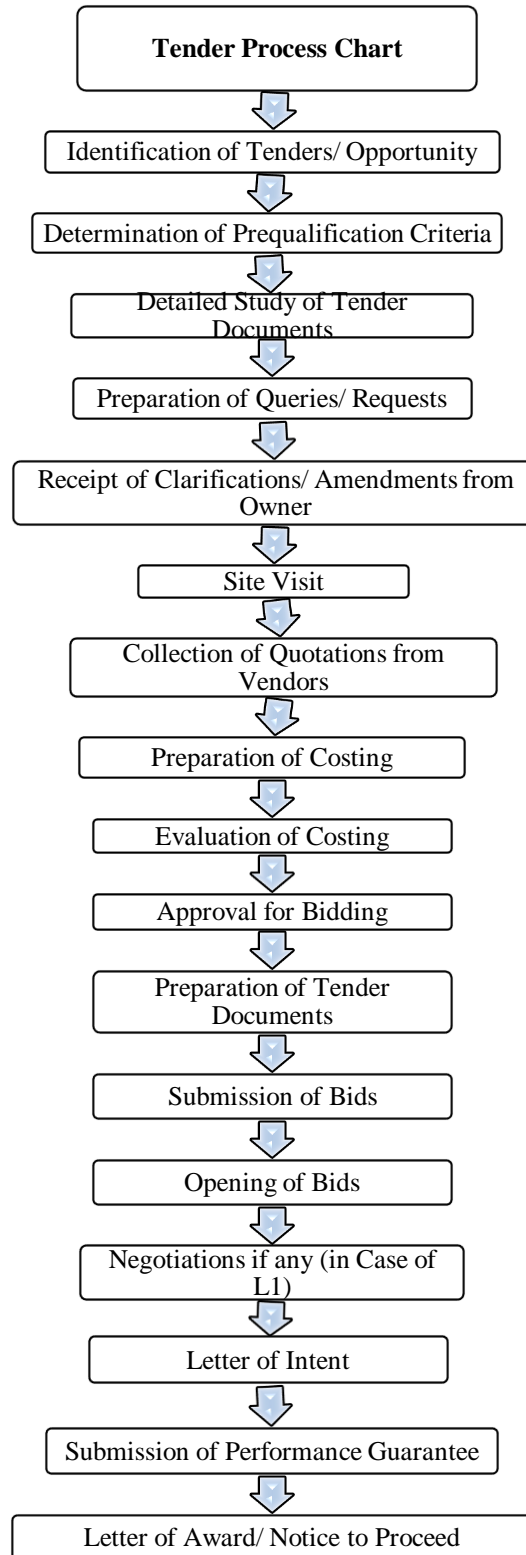 Tender Process Chart
Identification of Tenders/ Opportunity
Determination of Prequalification Criteria
Detailed Study of Tender
Documents
Preparation of Queries/ Requests
Receipt of Clarifications/ Amendments from
Owner
Site Visit
Collection of Quotations from
Vendors
Preparation of Costing
Evaluation of Costing
Approval for Bidding
Preparation of Tender
Documents
Submission of Bids
Opening of Bids
Negotiations if any (in Case of
L1)
Letter of Intent
Submission of Performance Guarantee
Letter of Award/ Notice to Proceed